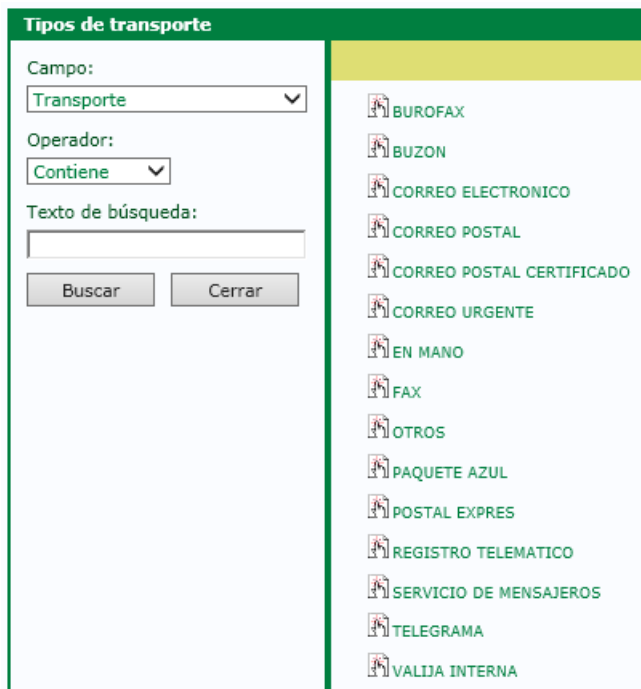 Tipos de transporte
Campo:
Transporte
Operador:
Contiene
Texto de búsqueda:
Buscar Cerrar
BUROFAX
BUZON
CORREO ELECTRONICO
CORREO POSTAL
CORREO POSTAL CERTIFICADO
CORREO URGENTE
EN MANO
FAX
OTROS
PAQUETE AZUL
POSTAL EXPRES
REGISTRO TELEMATICO
SERVICIO DE MENSAJEROS
TELEGRAMA
VALIJA INTERNA